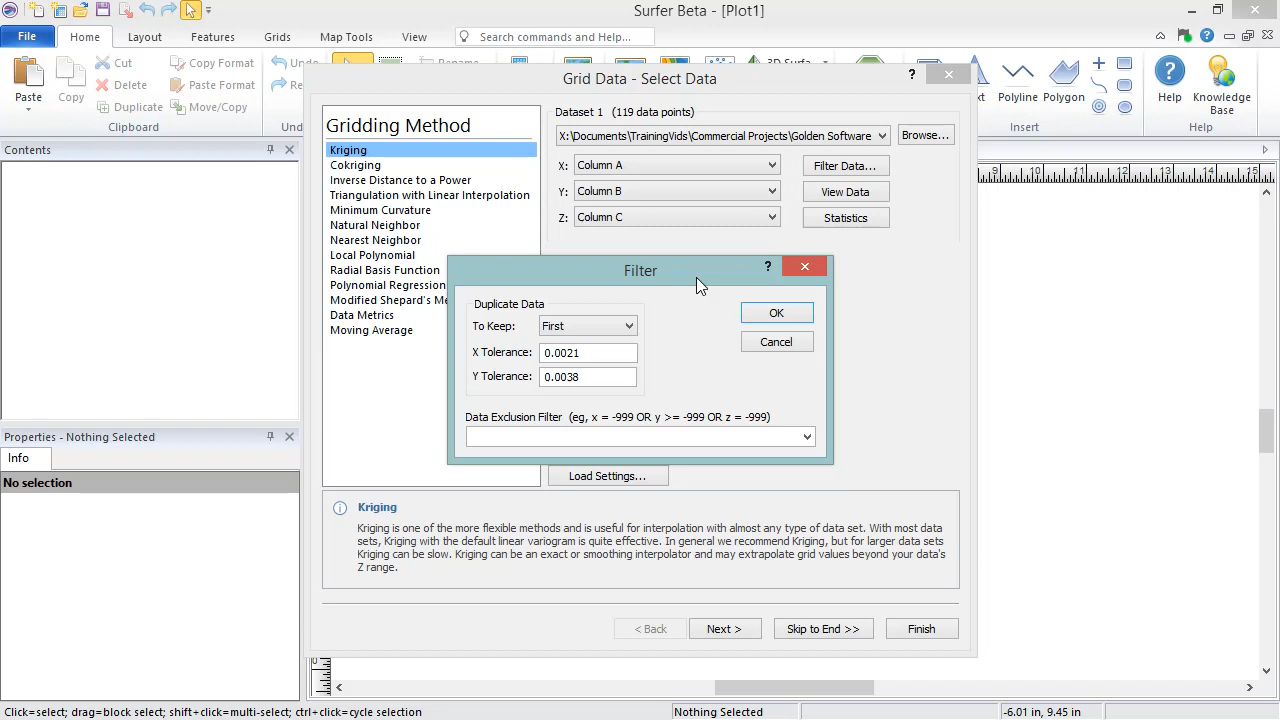 Surfer Beta - [Plot1]
File Home Layout Features Grids Map Tools View Search commands and Help...
Paste Copy Cut Delete Duplicate Copy Format Paste Format Move/Copy
Clipboard
Undo
Polyline Polygon
Insert
Help Knowledge Base
Help
Contents
9 10 11 12 13 14 15
Properties - Nothing Selected
Info
No selection
Grid Data - Select Data
Gridding Method
Kriging
Cokriging
Inverse Distance to a Power
Triangulation with Linear Interpolation
Minimum Curvature
Natural Neighbor
Nearest Neighbor
Local Polynomial
Radial Basis Function
Polynomial Regression
Modified Shepard's Me
Data Metrics
Moving Average
Dataset 1 (119 data points)
X:\Documents\TrainingVids\Commercial Projects\Golden Software Browse...
X: Column A Filter Data...
Y: Column B View Data
Z: Column C Statistics
Filter
Duplicate Data
To Keep: First OK
X Tolerance: 0.0021 Cancel
Y Tolerance: 0.0038
Data Exclusion Filter (eg, x = -999 OR y >= -999 OR z = -999)
Load Settings...
Kriging
Kriging is one of the more flexible methods and is useful for interpolation with almost any type of data set. With most data
sets, Kriging with the default linear variogram is quite effective. In general we recommend Kriging, but for larger data sets
Kriging can be slow. Kriging can be an exact or smoothing interpolator and may extrapolate grid values beyond your data's
Z range.
< Back Next > Skip to End >> Finish
Click=select; drag=block select; shift+click=multi-select; ctrl+click=cycle selection Nothing Selected -6.01 in, 9.45 in